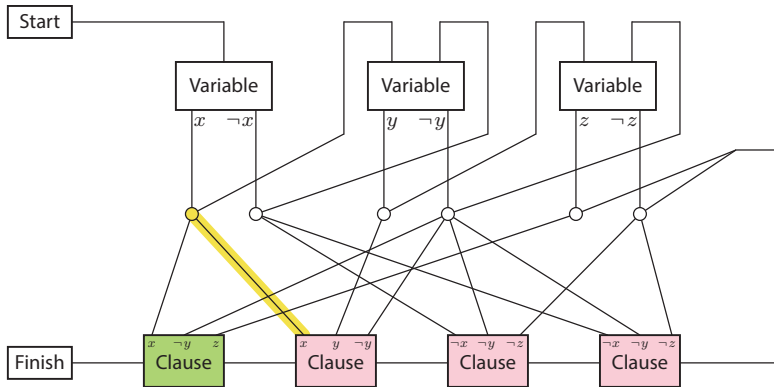 Start
Variable Variable Variable
x ¬x y ¬y z ¬z
x ¬y z x y ¬y ¬x ¬y ¬z ¬x ¬y ¬z
Finish Clause Clause Clause Clause